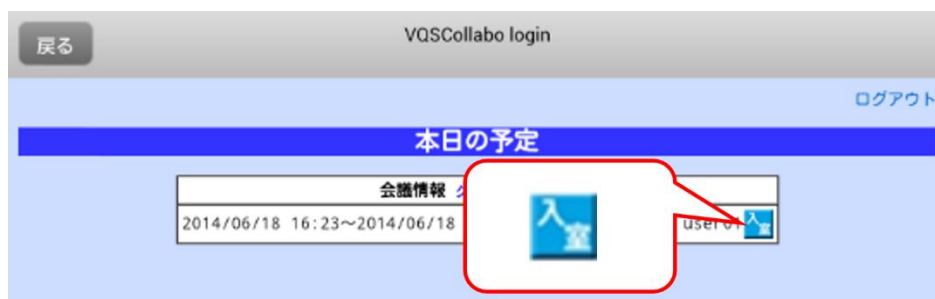 戻る
VQSCollabo login
ログアウト
本日の予定
会議情報
2014/06/18 16:23～2014/06/18
user01
入室
入室